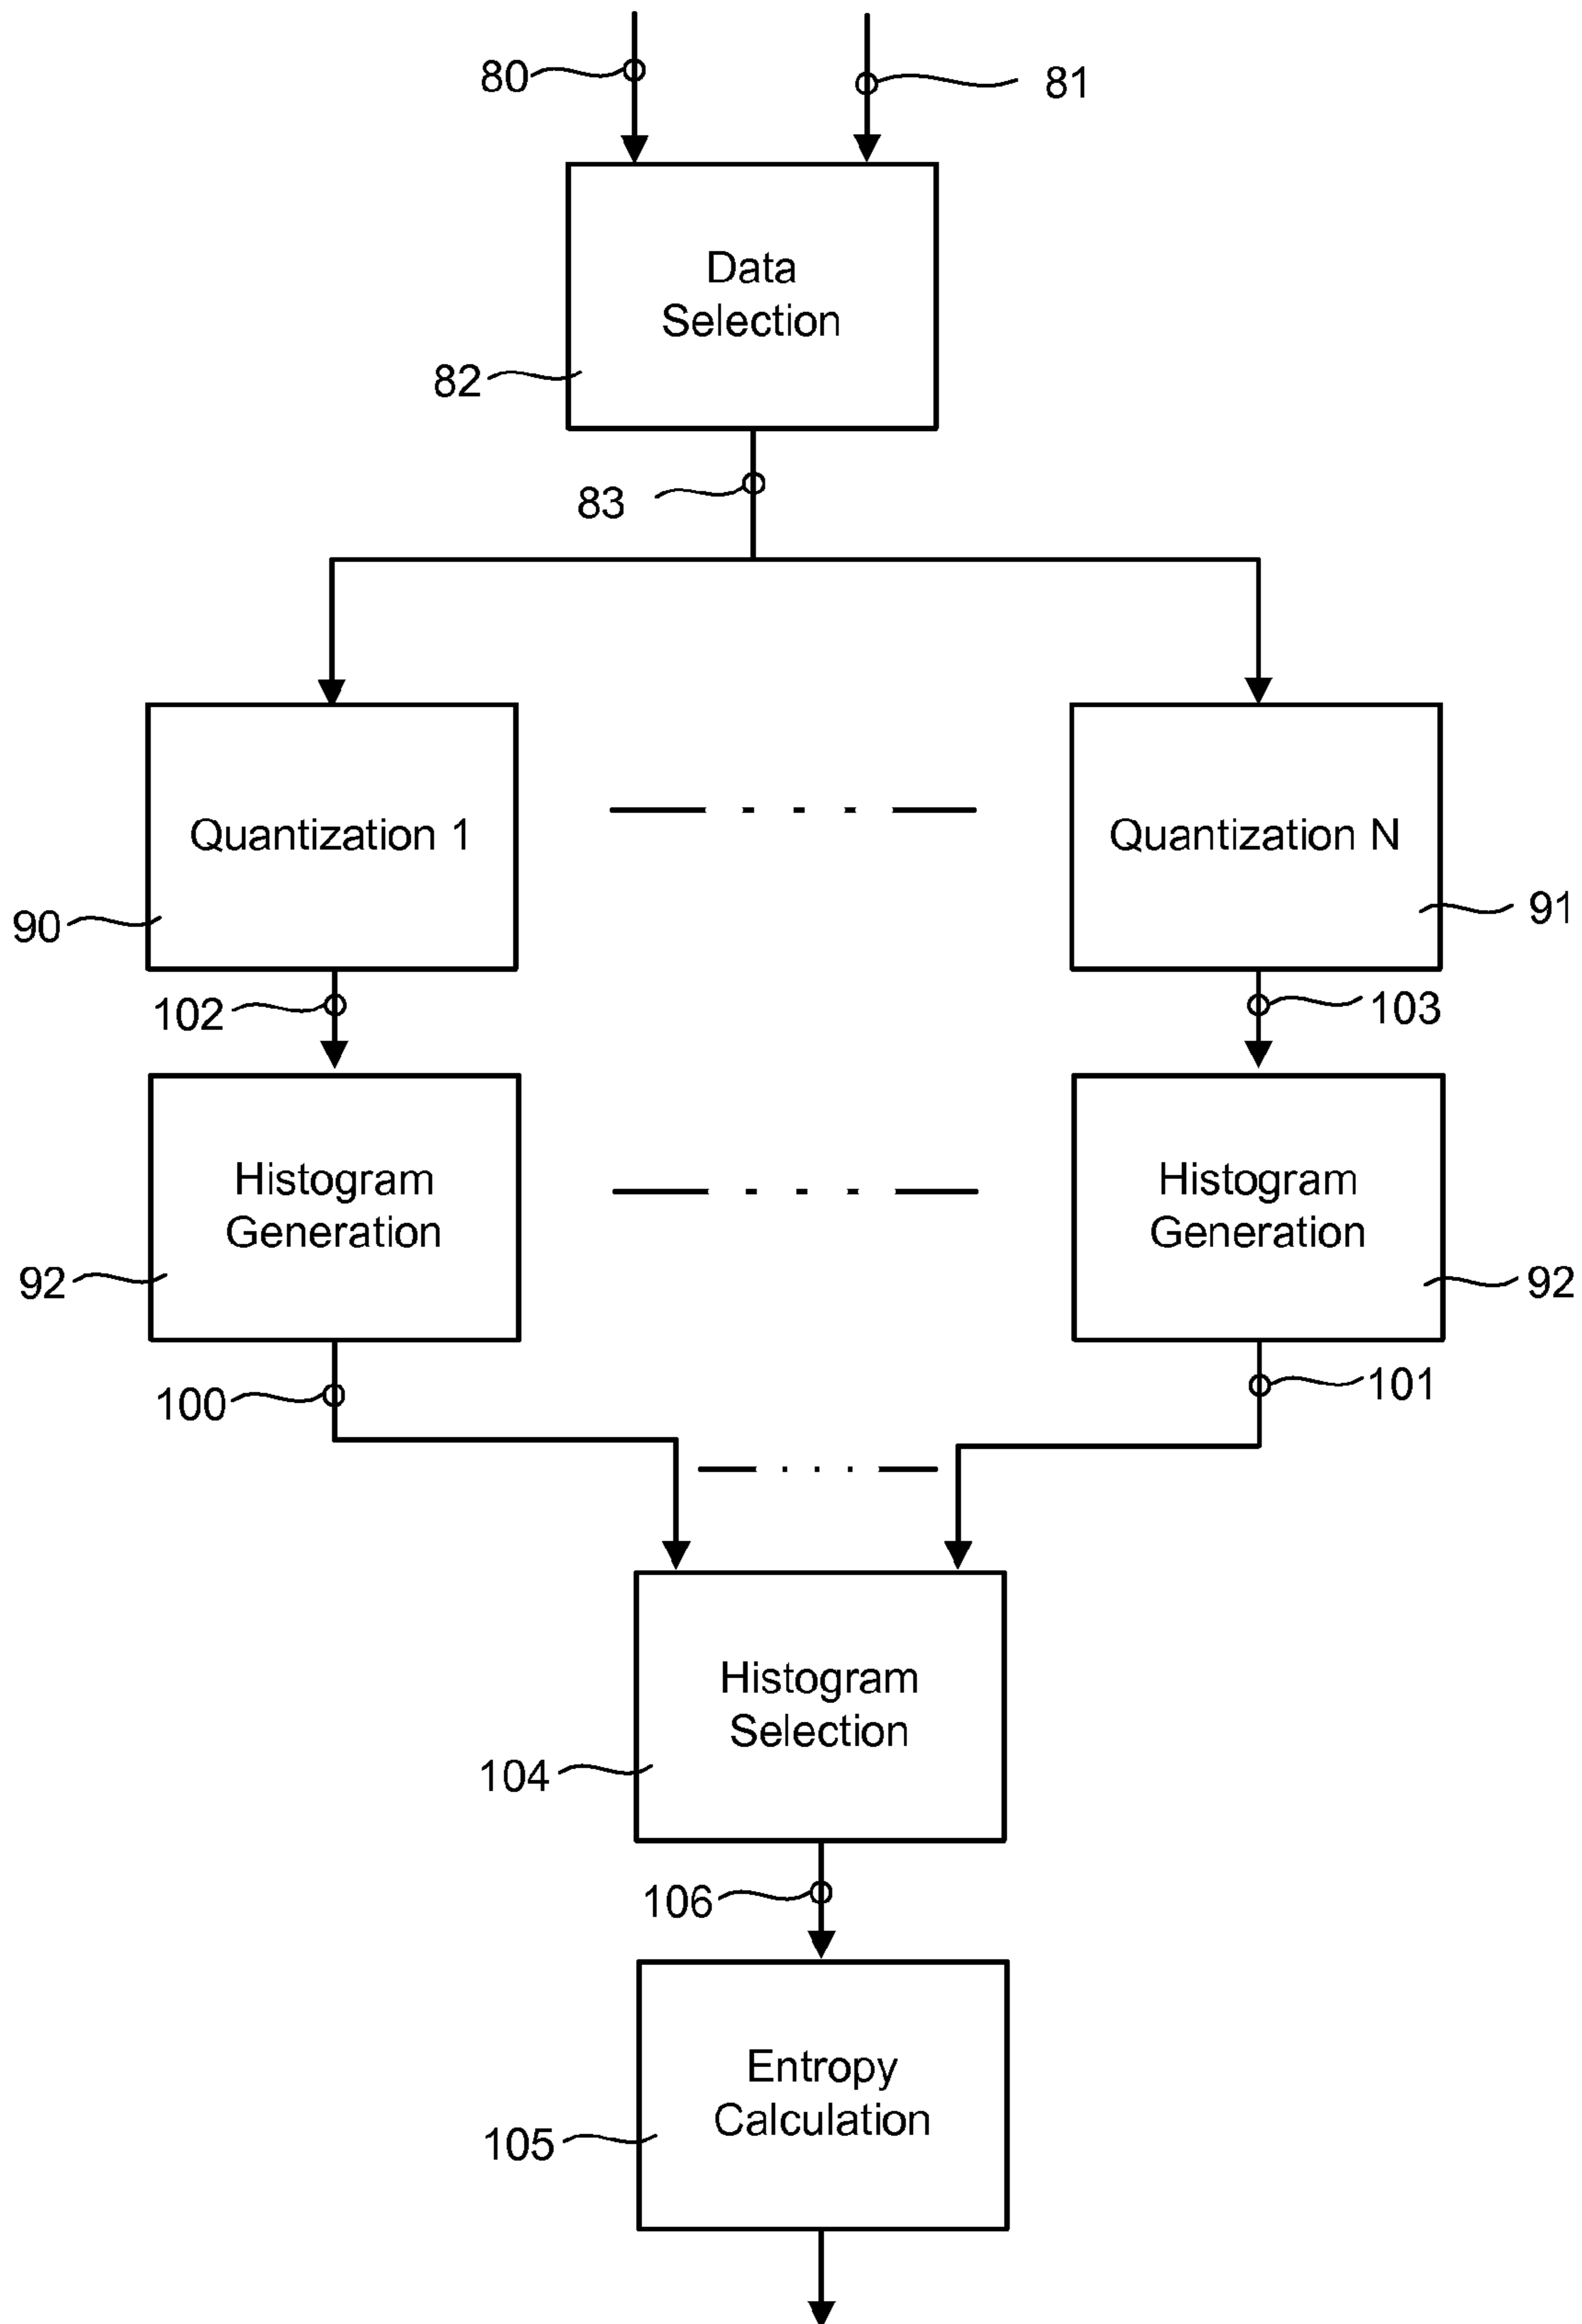 80
81
Data
Selection
82
83
Quantization 1
Quantization N
90
91
102
103
Histogram
Generation
Histogram
Generation
92
92
100
101
Histogram
Selection
104
106
Entropy
Calculation
105